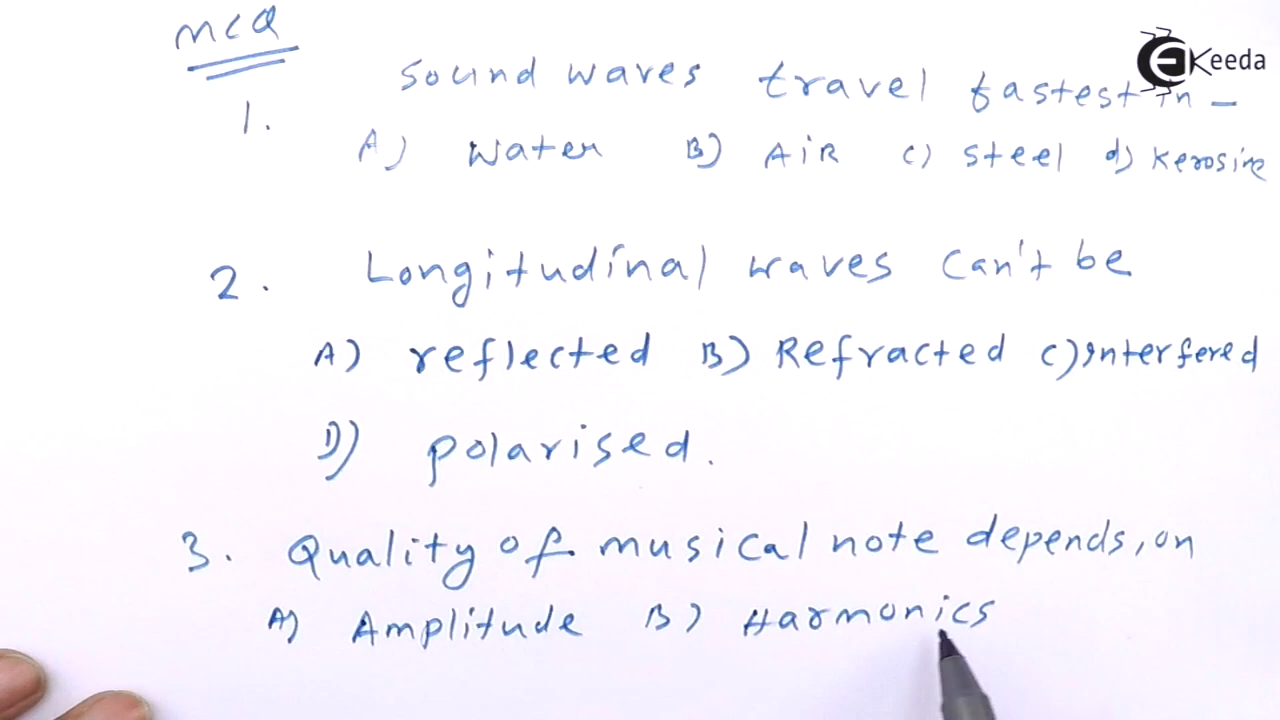 MCQ
Keeda
1. Sound waves travel fastest in -
A) Water B) AiR C) steel d) Kerosine
2. Longitudinal waves can't be
A) reflected B) Refracted C) interfered
D) polarised.
3. Quality of musical note depends, on
A) Amplitude B) Harmonics